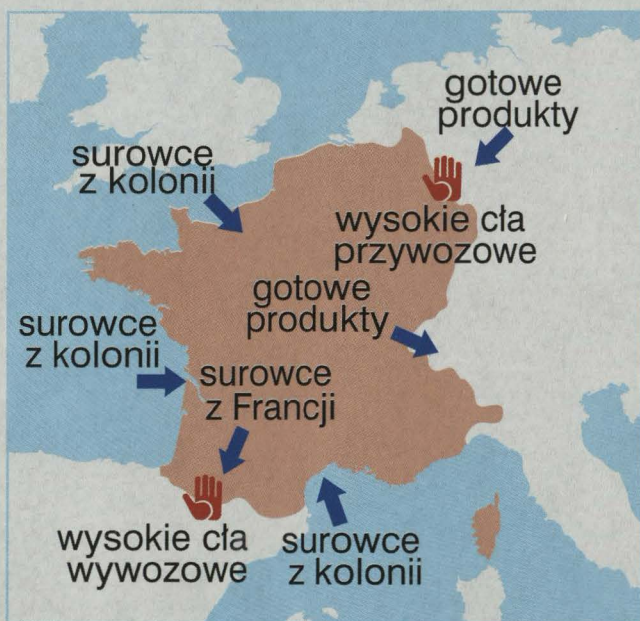 gotowe
produkty
surowce
z kolonii
wysokie cła
przywozowe
gotowe
produkty
surowce
z kolonii
surowce
z Francji
wysokie cła
wywozowe
surowce
z kolonii